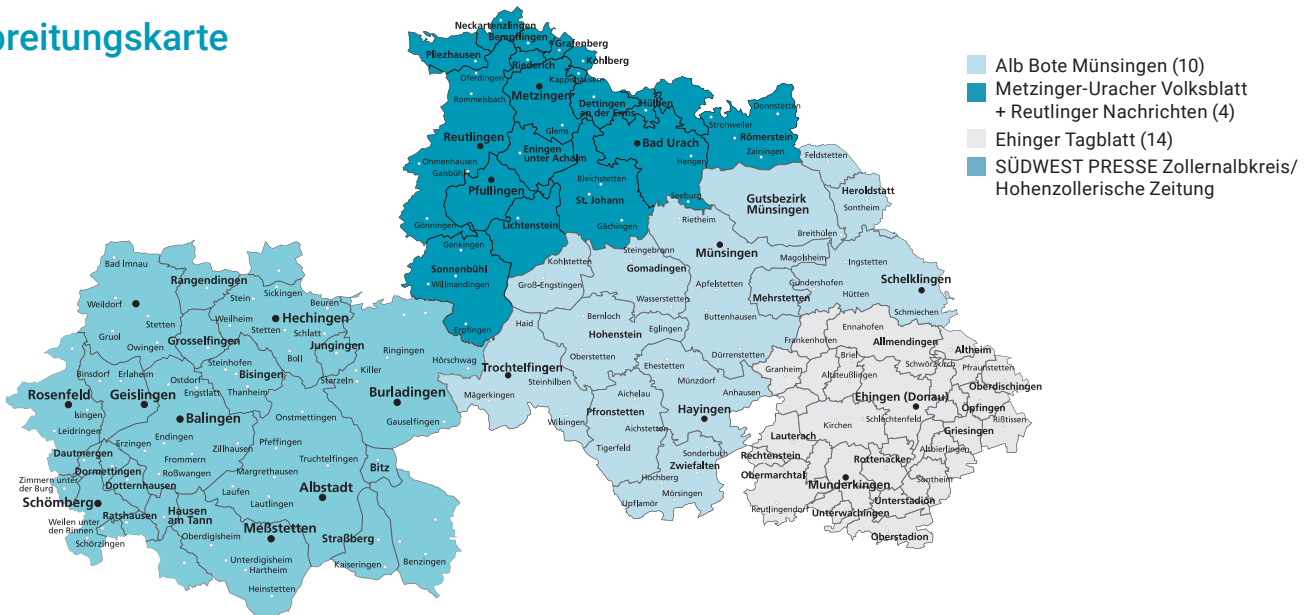 breitungskarte
Alb Bote Münsingen (10)
Metzinger-Uracher Volksblatt
+ Reutlinger Nachrichten (4)
Ehinger Tagblatt (14)
SÜDWEST PRESSE Zollernalbkreis/
Hohenzollerische Zeitung
Neckartenzlingen
Bempflingen
Grafenberg
Pliezhausen
Kohlberg
Riederich
Oferdingen
Kappishäusern
Metzingen
Rommelsbach
Dettingen
an der Erms
Hülben
Donnstetten
Strohweiler
Römerstein
Glems
Reutlingen
Bad Urach
Eningen
unter Achalm
Zainingen
Hengen
Ohmenhausen
Gaisbühl
Feldstetten
Bleichstetten
Pfullingen
St. Johann
Seeburg
Gutsbezirk
Münsingen
Heroldstatt
Sontheim
Gönningen
Lichtenstein
Gächingen
Rietheim
Breithülen
Genkingen
Steingebronn
Münsingen
Kohlstetten
Magolsheim
Ingstetten
Sonnenbühl
Gomadingen
Willmandingen
Groß-Engstingen
Apfelstetten
Gundershofen
Schelklingen
Wasserstetten
Mehrstetten
Hütten
Bernloch
Buttenhausen
Schmiechen
Erpfingen
Haid
Hohenstein
Eglingen
Ennahofen
Frankenhofen
Allmendingen
Oberstetten
Dürrenstetten
Briel
Altheim
Trochtelfingen
Ehestetten
Granheim
Schwörzkirch
Pfraunstetten
Steinhilben
Münzdorf
Altsteußlingen
Oberdischingen
Mägerkingen
Aichelau
Anhausen
Ehingen (Donau)
Öpfingen
Pfronstetten
Hayingen
Schlechtenfeld
Rißtissen
Wilsingen
Aichstetten
Kirchen
Griesingen
Lauterach
Tigerfeld
Sonderbuch
Altbierlingen
Rechtenstein
Zwiefalten
Rottenacker
Hochberg
Obermarchtal
Sontheim
Munderkingen
Mörsingen
Upflamör
Reutlingendorf
Unterstadion
Unterwachingen
Oberstadion
Bad Imnau
Rangendingen
Sickingen
Stein
Weildorf
Beuren
Weilheim
Hechingen
Stetten
Stetten
Schlatt
Gruol
Grosselfingen
Jungingen
Owingen
Boll
Ringingen
Hörschwag
Steinhofen
Binsdorf
Erlaheim
Bisingen
Killer
Ostdorf
Starzeln
Engstlatt
Thanheim
Rosenfeld
Geislingen
Burladingen
Isingen
Onstmettingen
Balingen
Gauselfingen
Leidringen
Endingen
Erzingen
Zillhausen
Pfeffingen
Dautmergen
Frommern
Truchtelfingen
Bitz
Dormettingen
Roßwangen
Margrethausen
Zimmern unter
der Burg
Dotternhausen
Albstadt
Laufen
Schömberg
Lautlingen
Ratshausen
Hausen
am Tann
Weilen unter
den Rinnen
Meßstetten
Straßberg
Oberdigisheim
Schörzingen
Unterdigisheim
Benzingen
Hartheim
Kaiseringen
Heinstetten